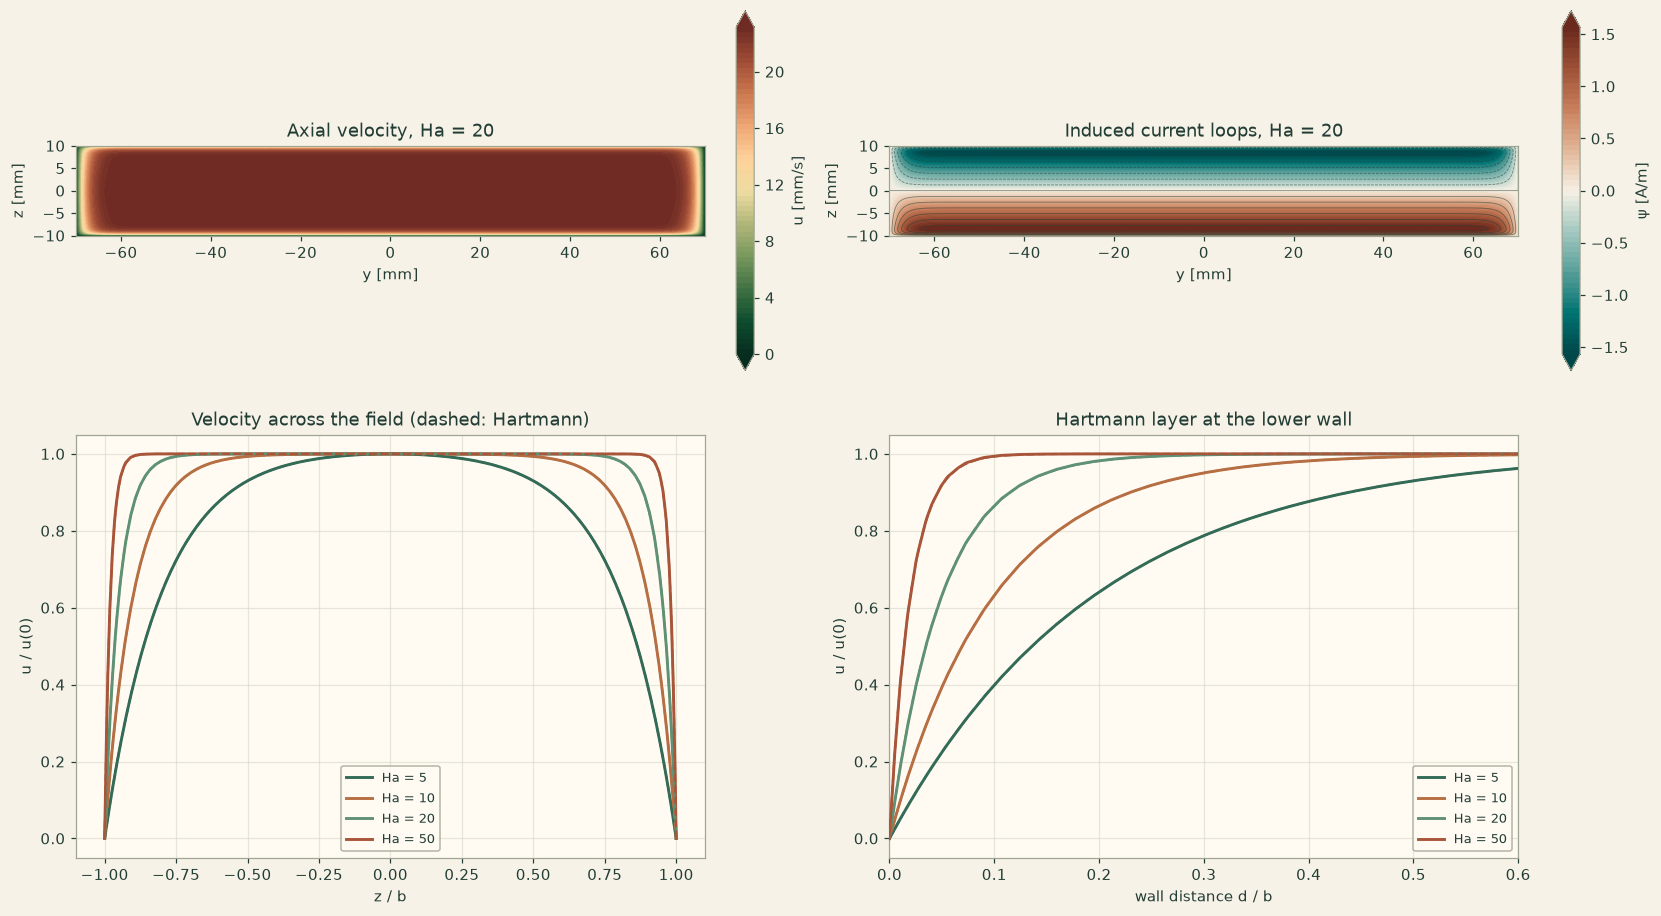 Axial velocity, Ha = 20
10
5
0
−5
−10
z [mm]
−60 −40 −20 0 20 40 60
y [mm]
20
16
12
8
4
0
u [mm/s]
Induced current loops, Ha = 20
10
5
0
−5
−10
z [mm]
−60 −40 −20 0 20 40 60
y [mm]
1.5
1.0
0.5
0.0
−0.5
−1.0
−1.5
ψ [A/m]
Velocity across the field (dashed: Hartmann)
1.0
0.8
0.6
0.4
0.2
0.0
u / u(0)
Ha = 5
Ha = 10
Ha = 20
Ha = 50
−1.00 −0.75 −0.50 −0.25 0.00 0.25 0.50 0.75 1.00
z / b
Hartmann layer at the lower wall
1.0
0.8
0.6
0.4
0.2
0.0
u / u(0)
Ha = 5
Ha = 10
Ha = 20
Ha = 50
0.0 0.1 0.2 0.3 0.4 0.5 0.6
wall distance d / b